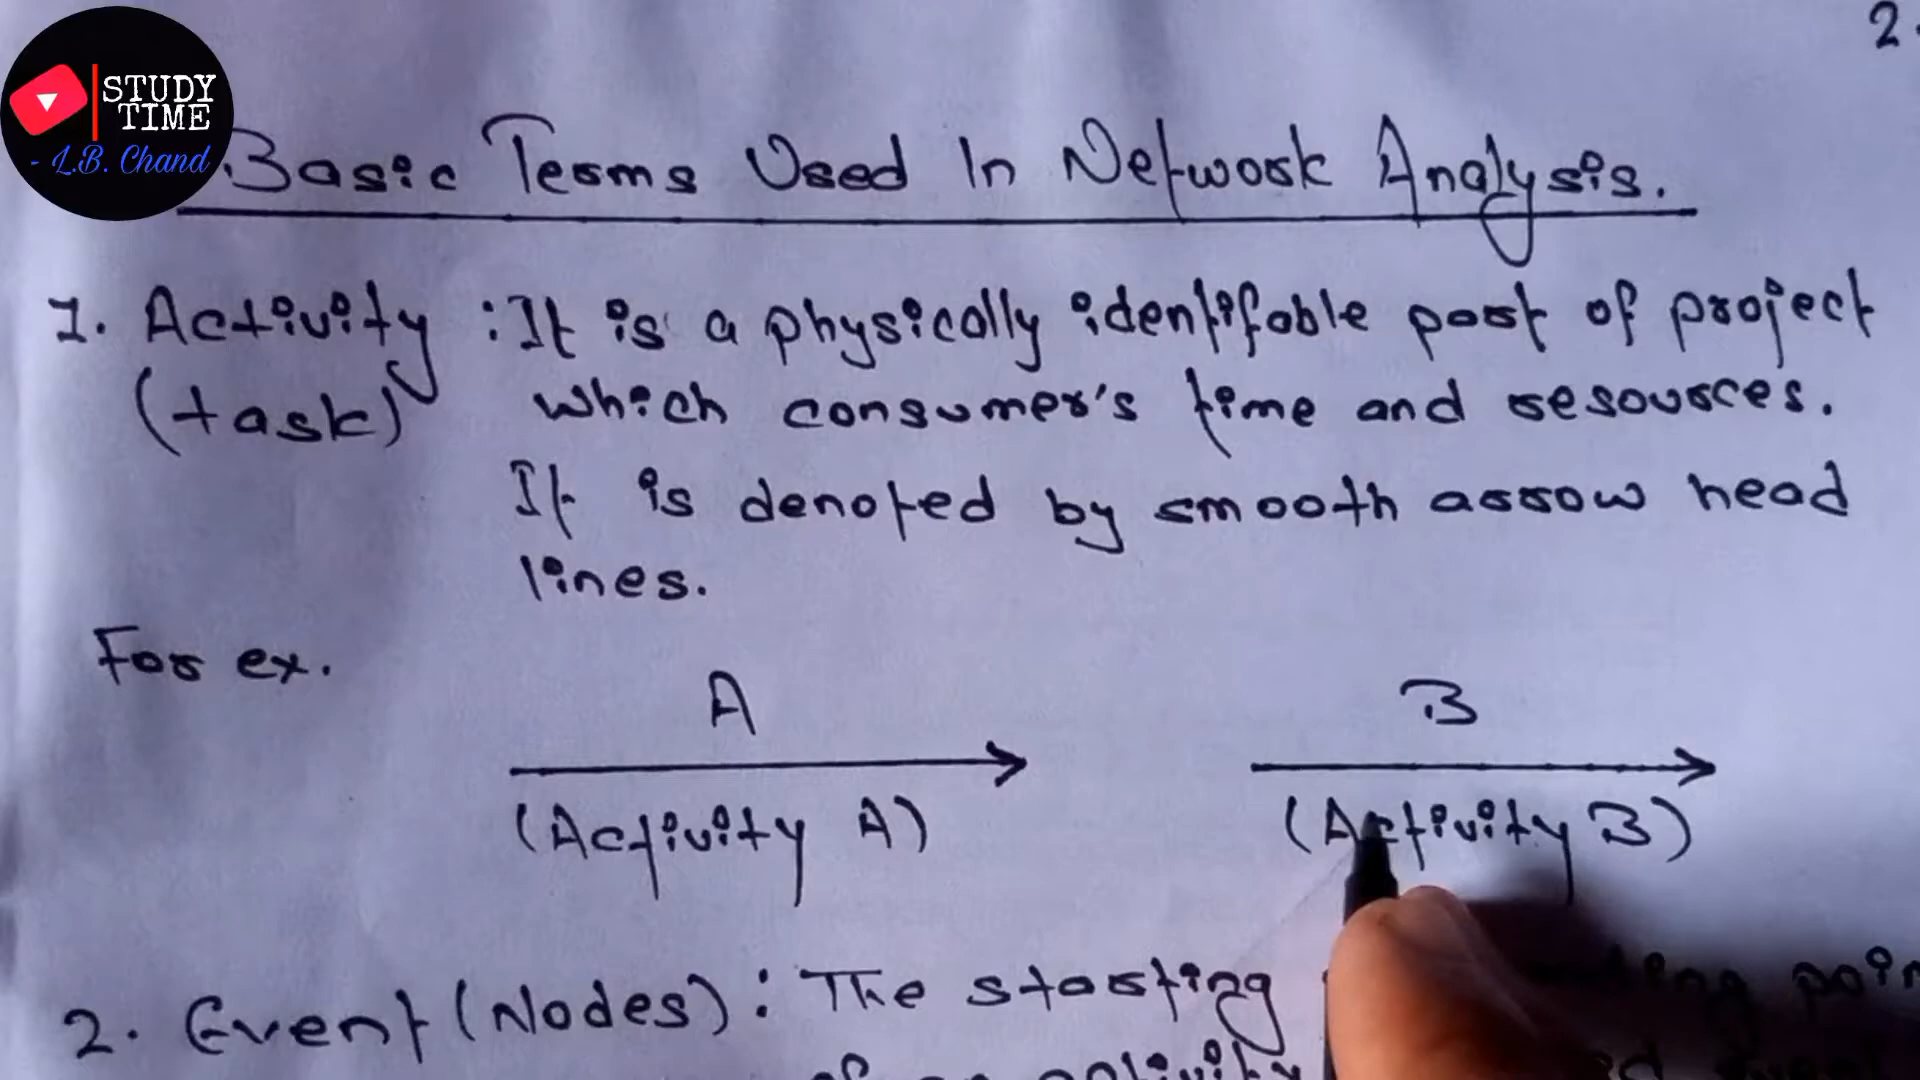 2.
STUDY
TIME
- L.B. Chand
Basic Terms Used In Network Analysis.
1. Activity : It is a physically identifable part of project
(task) which consumer's time and resources.
It is denoted by smooth arrow head
lines.
For ex.
A B
(Activity A) (Activity B)
2. Event (Nodes) : The starting